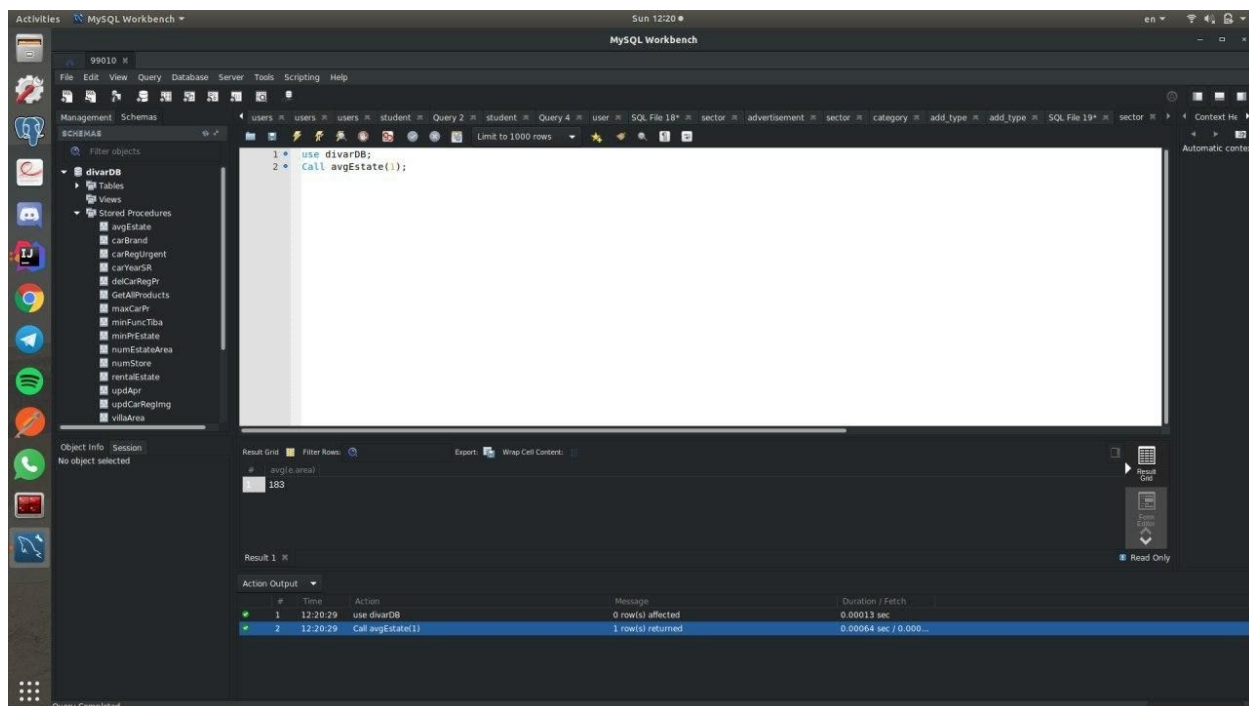 Activities MySQL Workbench Sun 12:20 en
MySQL Workbench
99010
File Edit View Query Database Server Tools Scripting Help
Management Schemas users users users student Query 2 student Query 4 user SQL File 18* sector advertisement sector category add_type add_type SQL File 19* sector Context He
SCHEMAS Limit to 1000 rows
Filter objects Automatic conte
1 use divarDB;
2 Call avgEstate(1);
divarDB
Tables
Views
Stored Procedures
avgEstate
carBrand
carRegUrgent
carYearSR
delCarRegPr
GetAllProducts
maxCarPr
minFuncTiba
minPrEstate
numEstateArea
numStore
rentalEstate
updApr
updCarRegImg
villaArea
Object Info Session
No object selected
Result Grid Filter Rows: Export: Wrap Cell Content:
# avg(e.area)
1 183
Result Grid
Form Editor
Result 1 Read Only
Action Output
# Time Action Message Duration / Fetch
1 12:20:29 use divarDB 0 row(s) affected 0.00013 sec
2 12:20:29 Call avgEstate(1) 1 row(s) returned 0.00064 sec / 0.000...
Query Completed